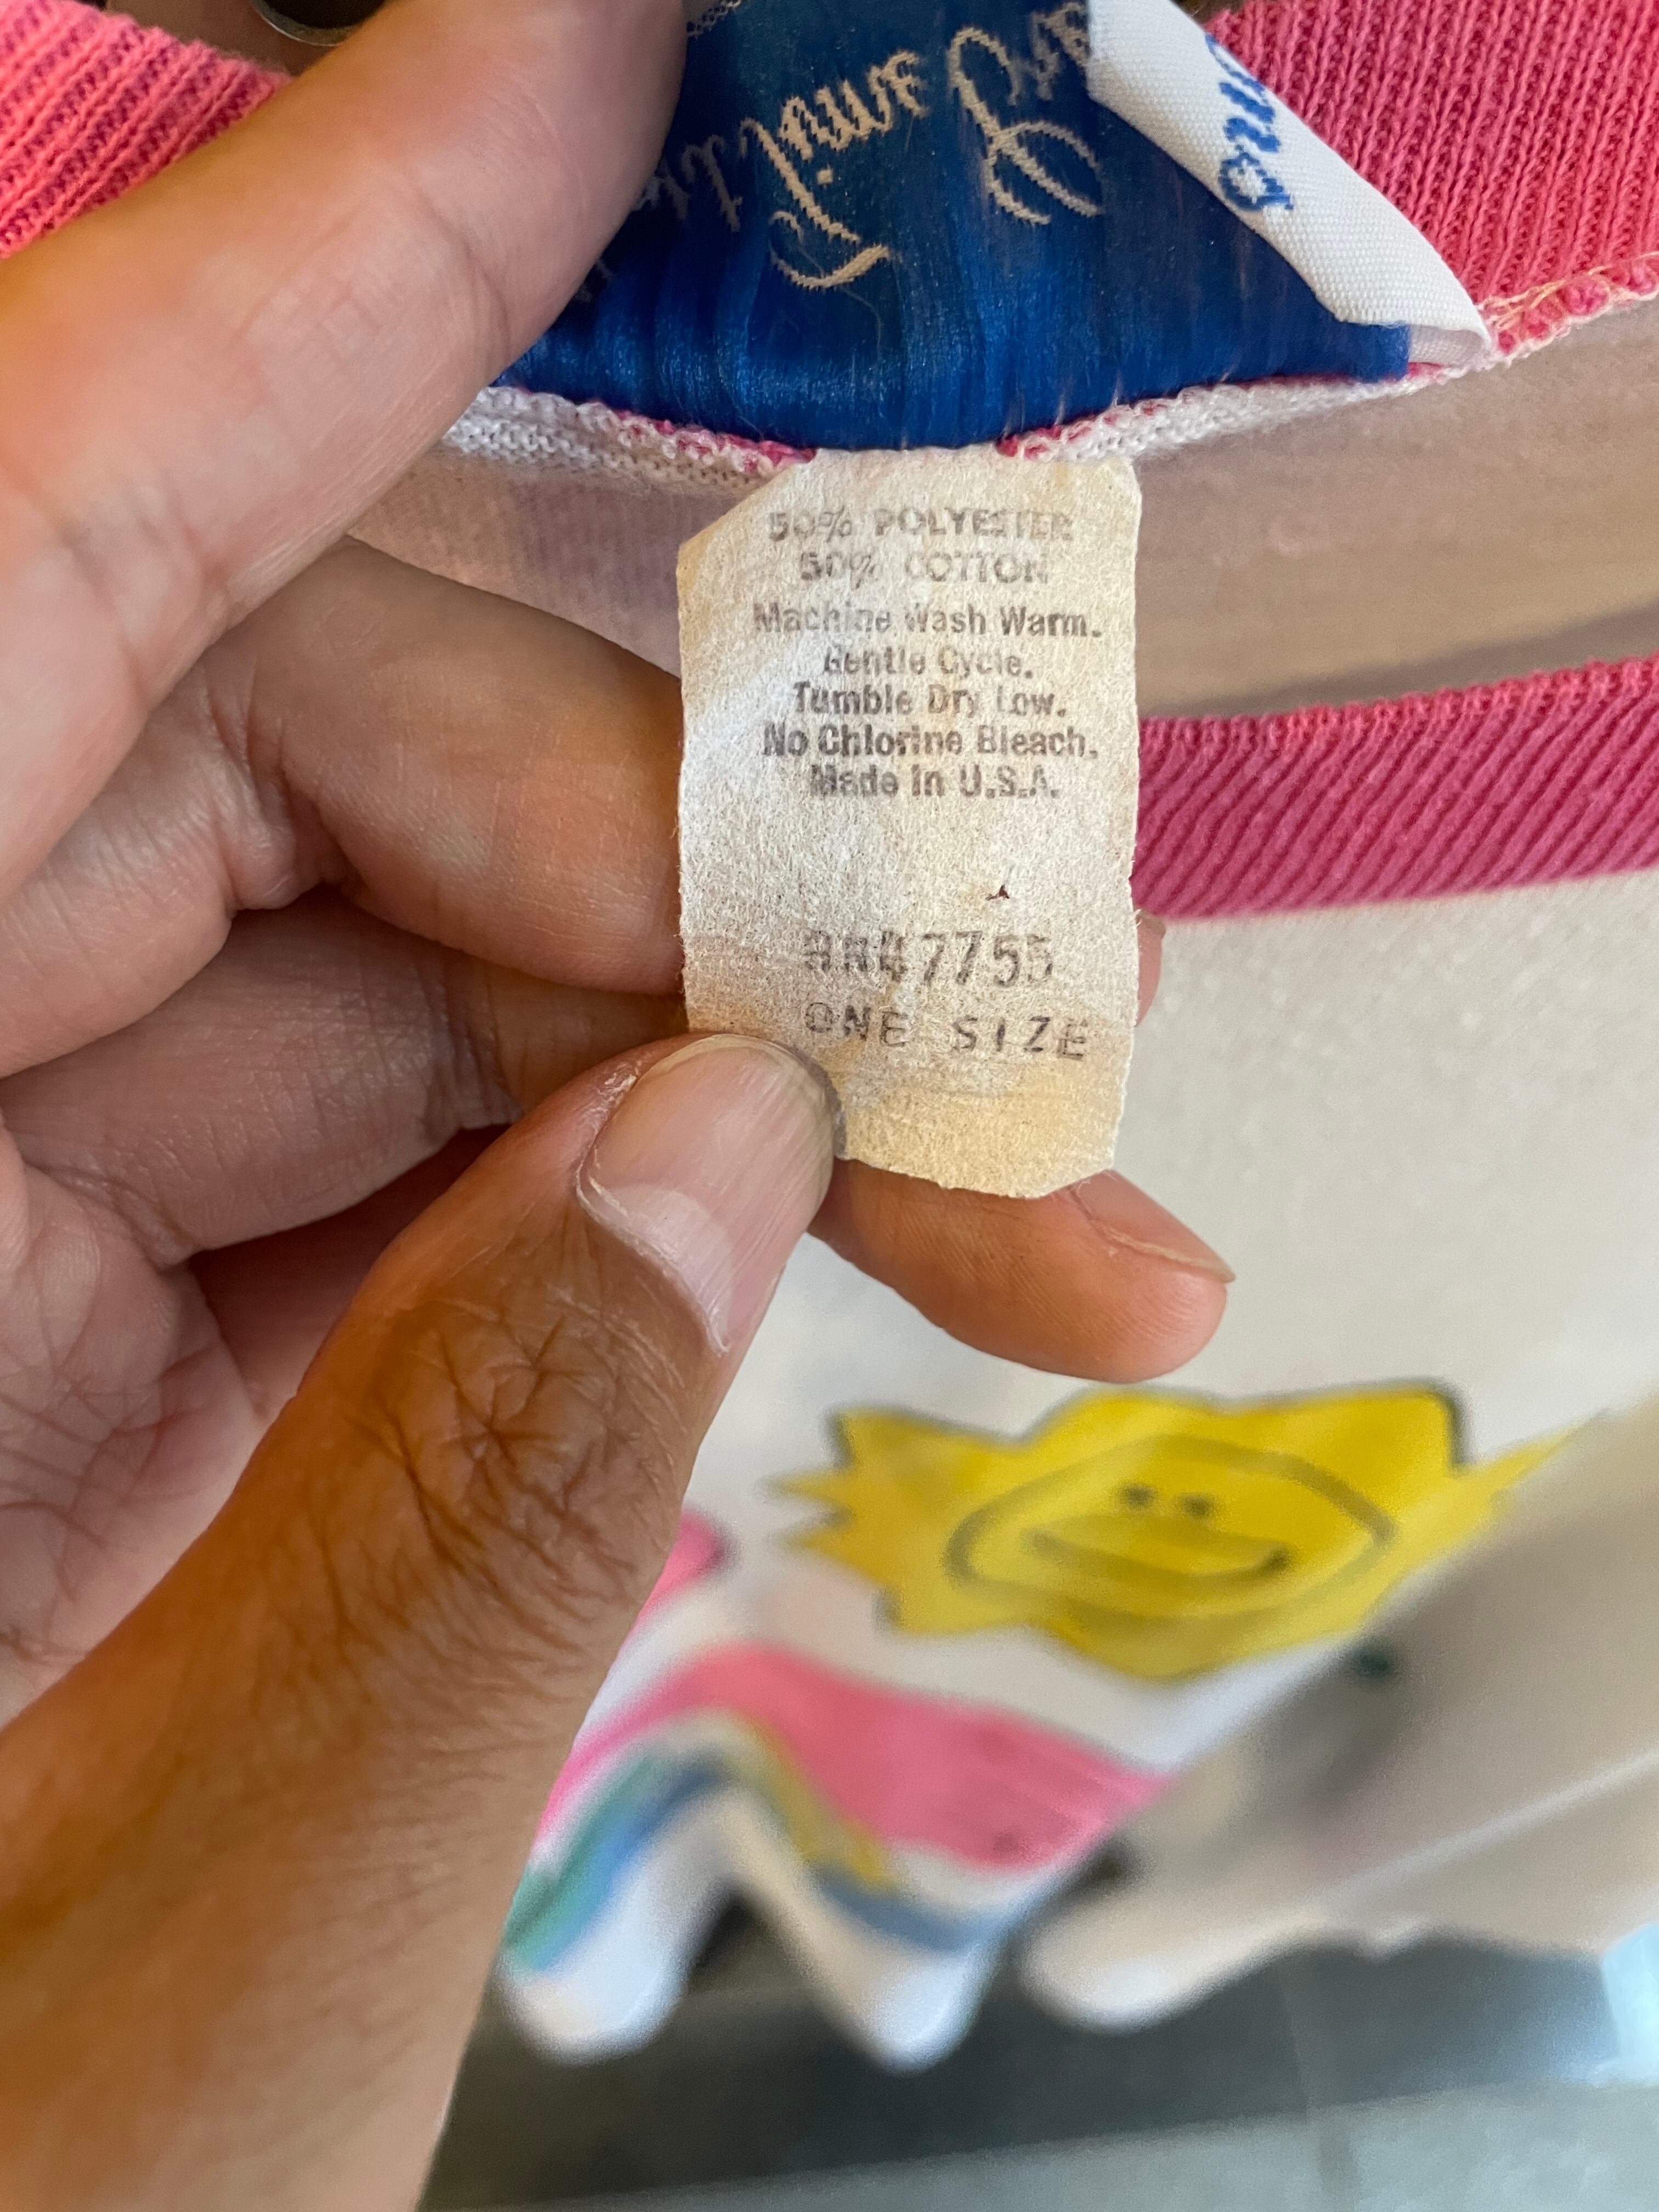 50% POLYESTER
50% COTTON
Machine Wash Warm.
Gentle Cycle.
Tumble Dry Low.
No Chlorine Bleach.
Made in U.S.A.
RN47755
ONE SIZE